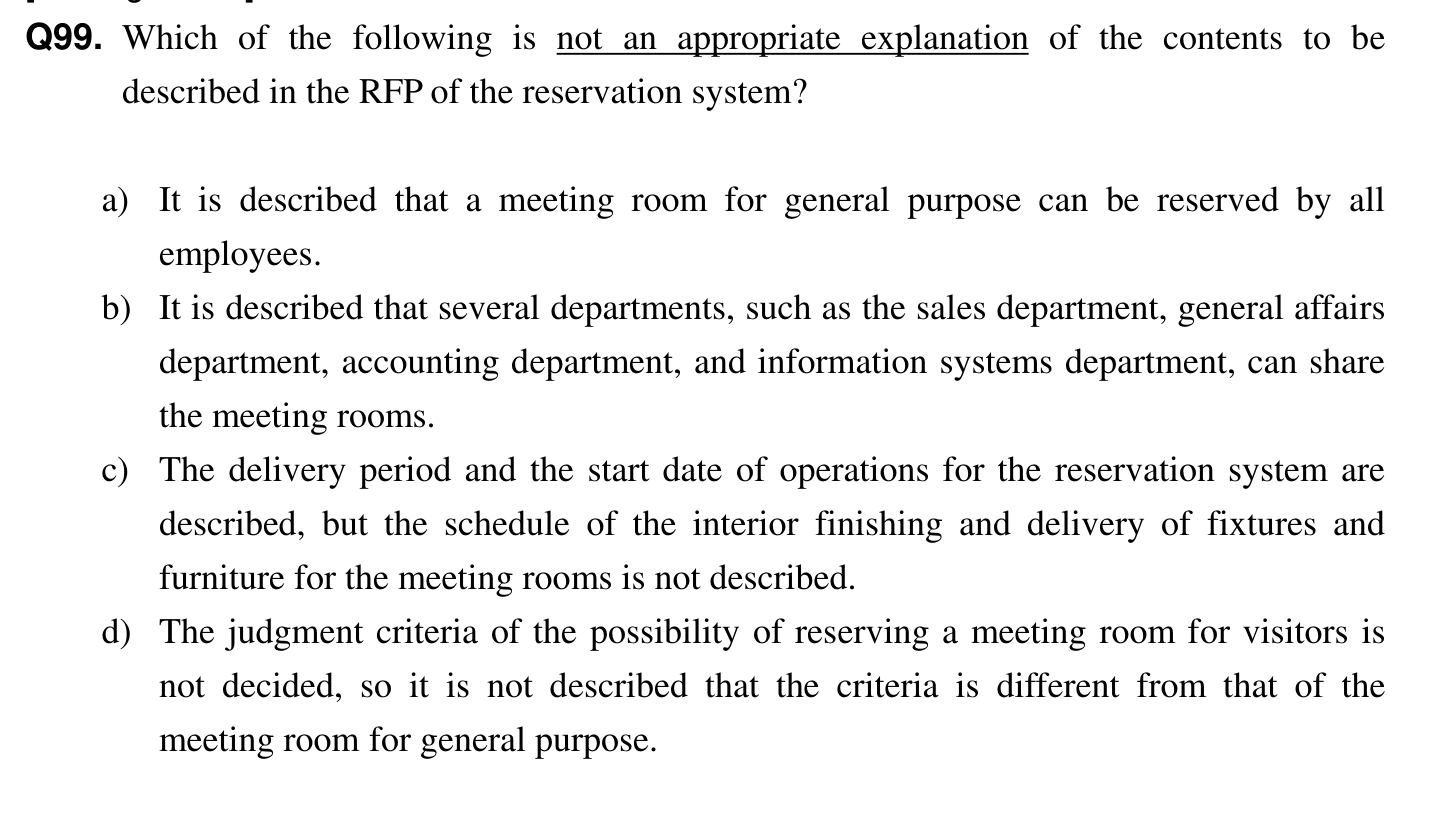 Q99. Which of the following is not an appropriate explanation of the contents to be
described in the RFP of the reservation system?
a) It is described that a meeting room for general purpose can be reserved by all
employees.
b) It is described that several departments, such as the sales department, general affairs
department, accounting department, and information systems department, can share
the meeting rooms.
c) The delivery period and the start date of operations for the reservation system are
described, but the schedule of the interior finishing and delivery of fixtures and
furniture for the meeting rooms is not described.
d) The judgment criteria of the possibility of reserving a meeting room for visitors is
not decided, so it is not described that the criteria is different from that of the
meeting room for general purpose.